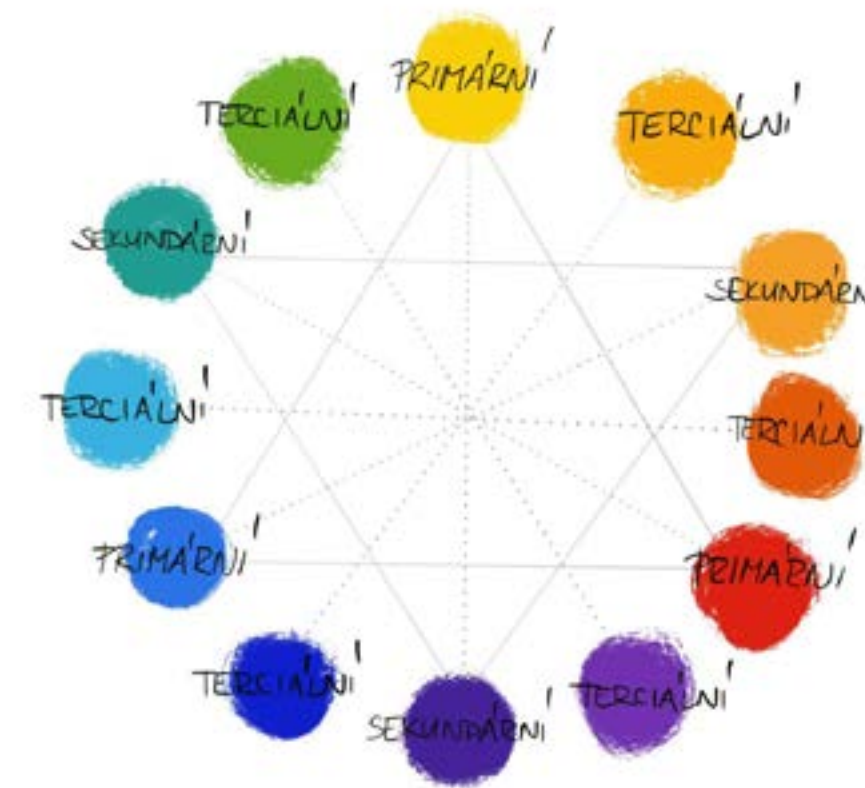 PRIMÁRNÍ
TERCIÁLNÍ
SEKUNDÁRN
TERCIÁLN
PRIMÁRNÍ
TERCIÁLNÍ
SEKUNDÁRNÍ
TERCIÁLNÍ
PRIMÁRNÍ
TERCIÁLNÍ
SEKUNDÁRNÍ
TERCIÁLNÍ